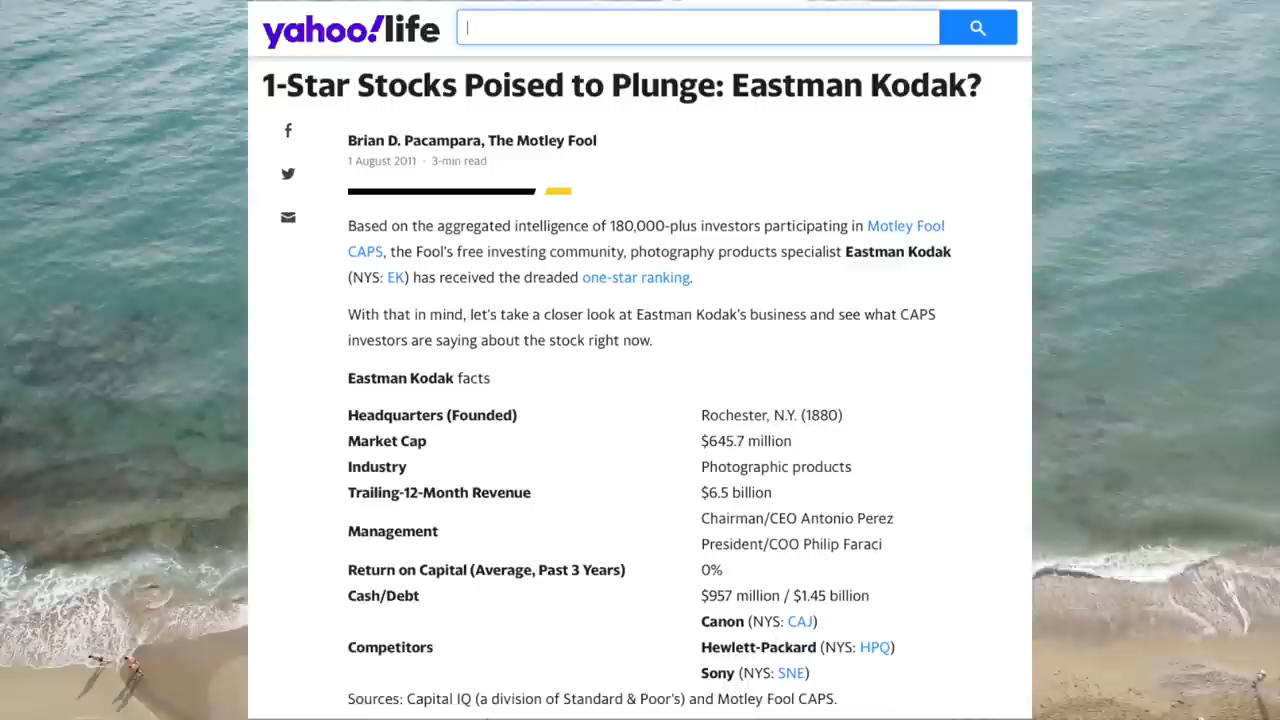 yahoo!life
1-Star Stocks Poised to Plunge: Eastman Kodak?
Brian D. Pacampara, The Motley Fool
1 August 2011 · 3-min read
Based on the aggregated intelligence of 180,000-plus investors participating in Motley Fool
CAPS, the Fool's free investing community, photography products specialist Eastman Kodak
(NYS: EK) has received the dreaded one-star ranking.
With that in mind, let's take a closer look at Eastman Kodak's business and see what CAPS
investors are saying about the stock right now.
Eastman Kodak facts
Headquarters (Founded) Rochester, N.Y. (1880)
Market Cap $645.7 million
Industry Photographic products
Trailing-12-Month Revenue $6.5 billion
Management Chairman/CEO Antonio Perez
President/COO Philip Faraci
Return on Capital (Average, Past 3 Years) 0%
Cash/Debt $957 million / $1.45 billion
Competitors Canon (NYS: CAJ)
Hewlett-Packard (NYS: HPQ)
Sony (NYS: SNE)
Sources: Capital IQ (a division of Standard & Poor's) and Motley Fool CAPS.